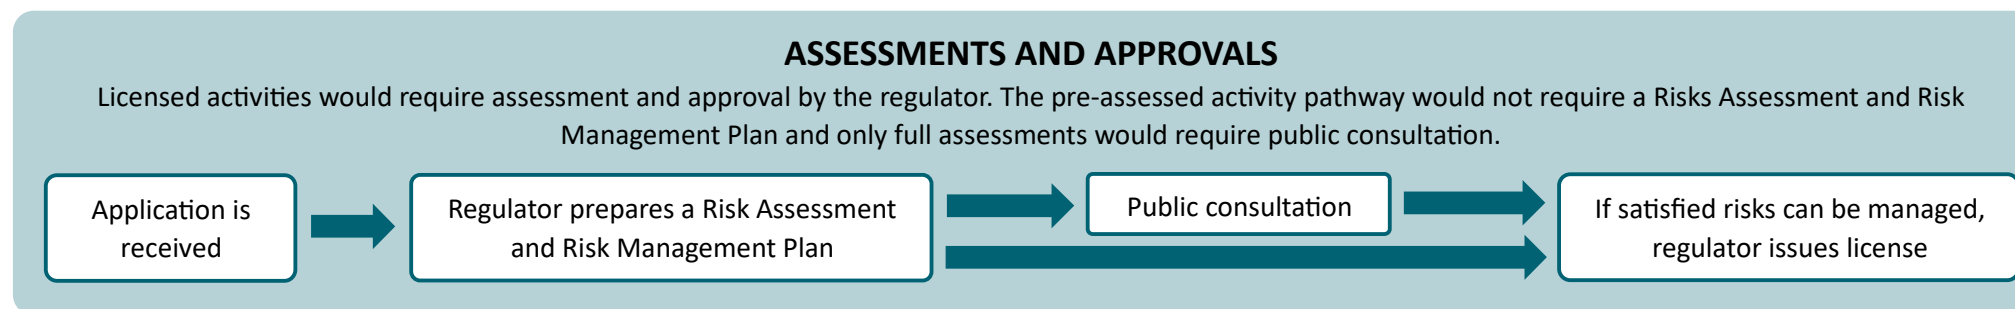 ASSESSMENTS AND APPROVALS
Licensed activities would require assessment and approval by the regulator. The pre-assessed activity pathway would not require a Risks Assessment and Risk
Management Plan and only full assessments would require public consultation.
Application is
received
Regulator prepares a Risk Assessment
and Risk Management Plan
Public consultation
If satisfied risks can be managed,
regulator issues license